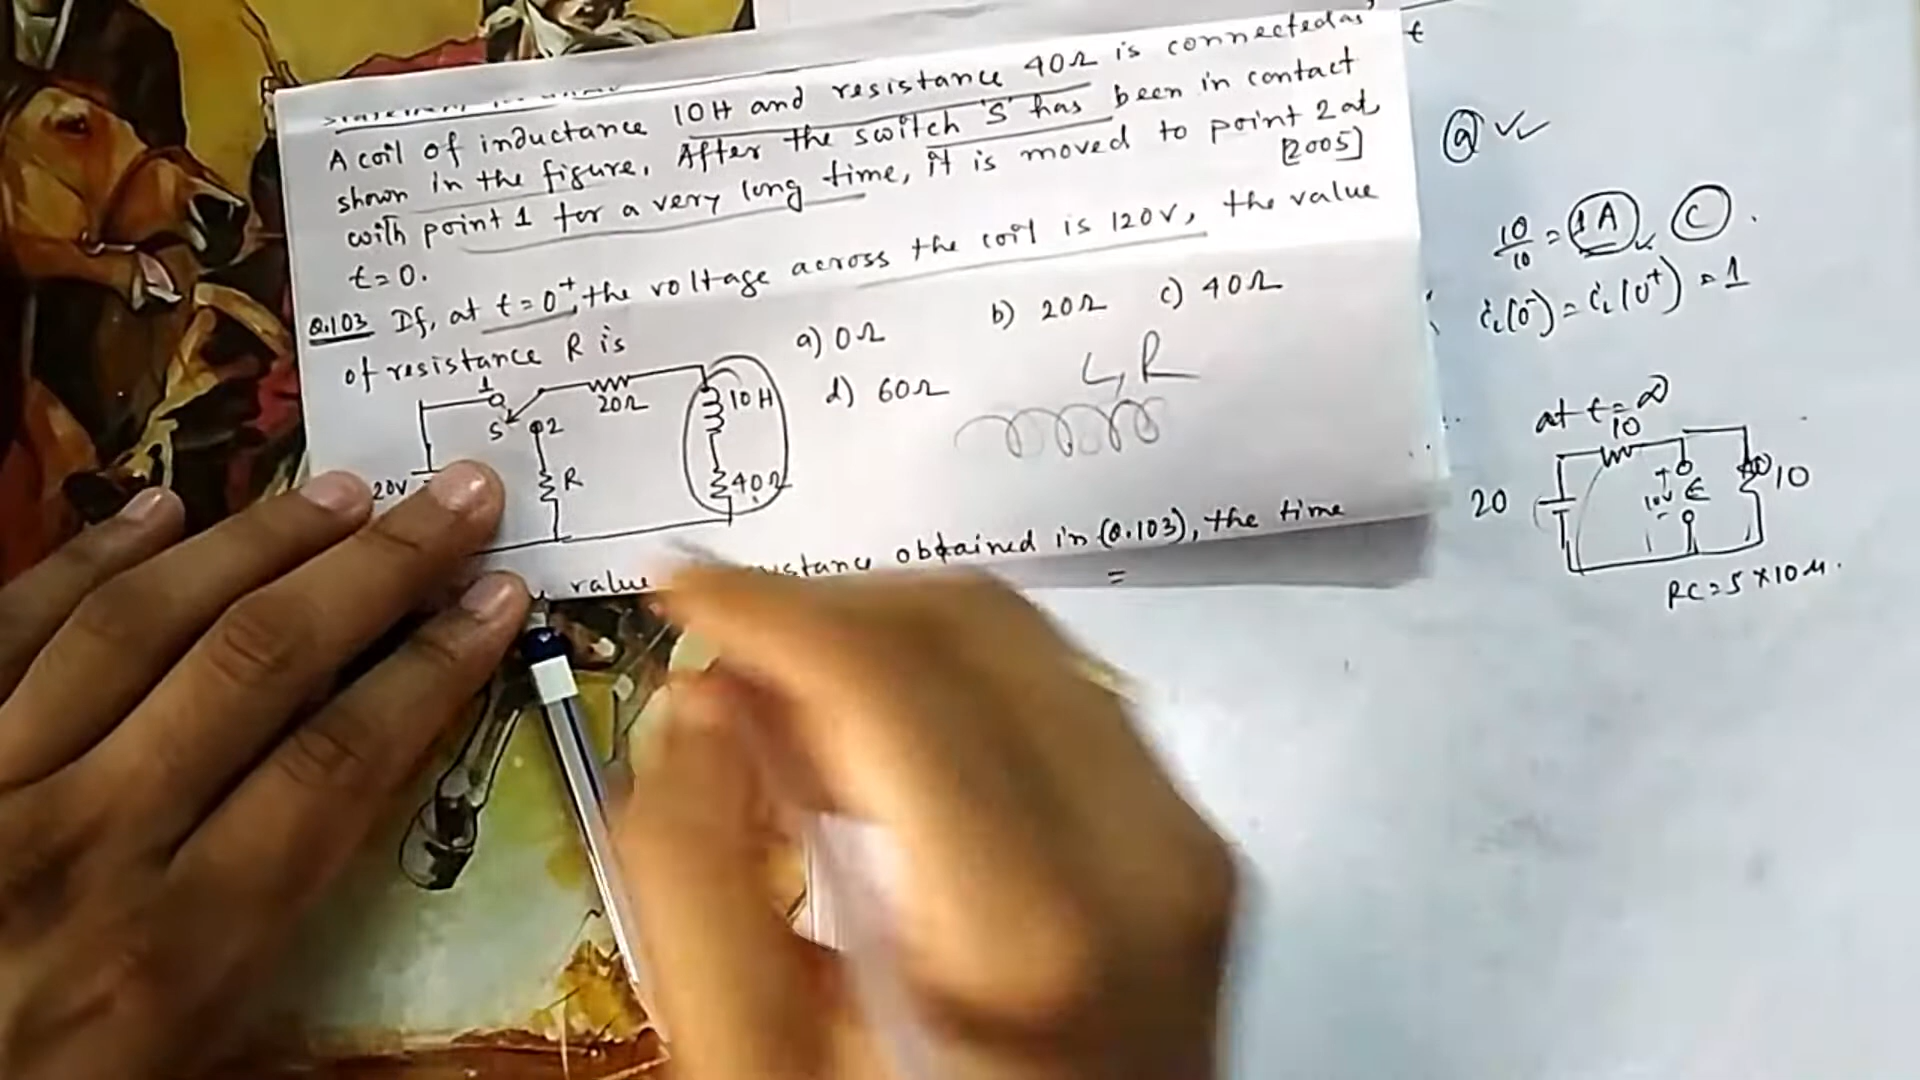 A coil of inductance 10H and resistance 40Ω is connected as
shown in the figure. After the switch 'S' has been in contact
with point 1 for a very long time, it is moved to point 2 at
t=0.
[2005]
Q.103 If, at t=0⁺, the voltage across the coil is 120V, the value
of resistance R is
a) 0Ω b) 20Ω c) 40Ω
d) 60Ω
L, R
1
S
2
20Ω
10H
40Ω
R
20V
value
obtained in (Q.103), the time
=
t
a
10/10 = 1A C.
i_L(0⁻) = i_L(0⁺) = 1
at t=∞
10
20
+
10V
-
10
RC=5×10μ.